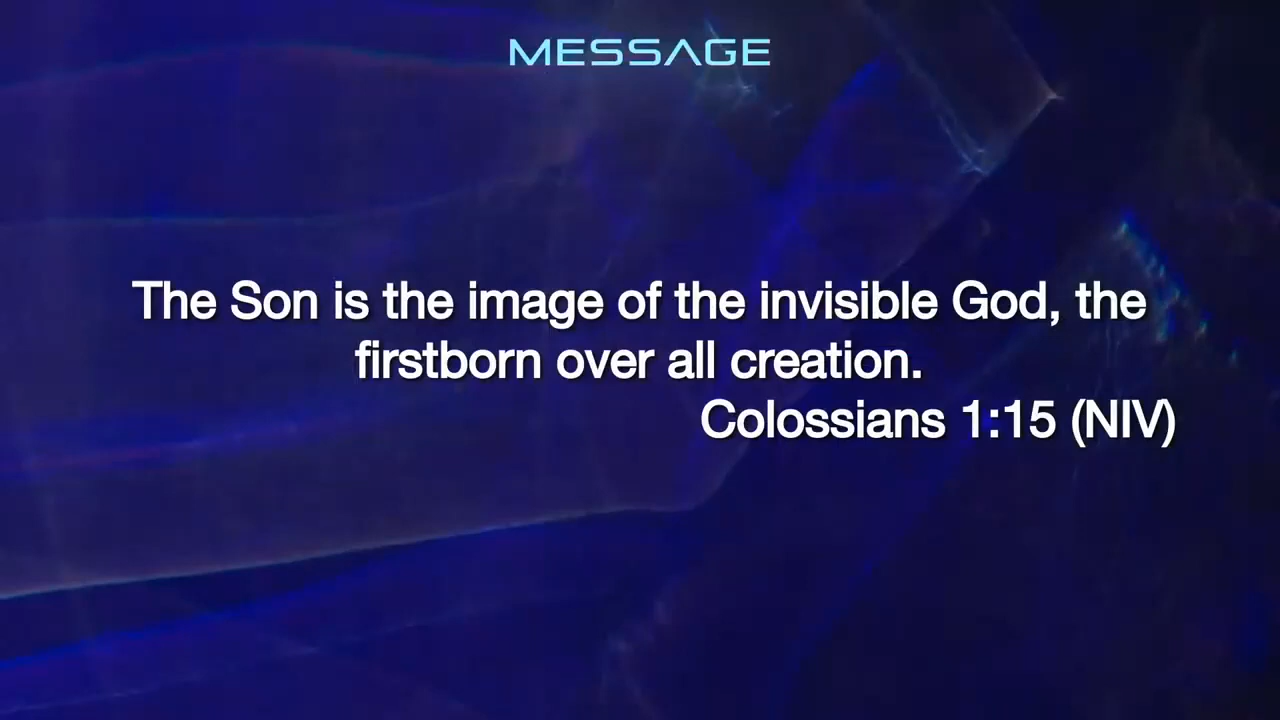 MESSAGE
The Son is the image of the invisible God, the
firstborn over all creation.
Colossians 1:15 (NIV)